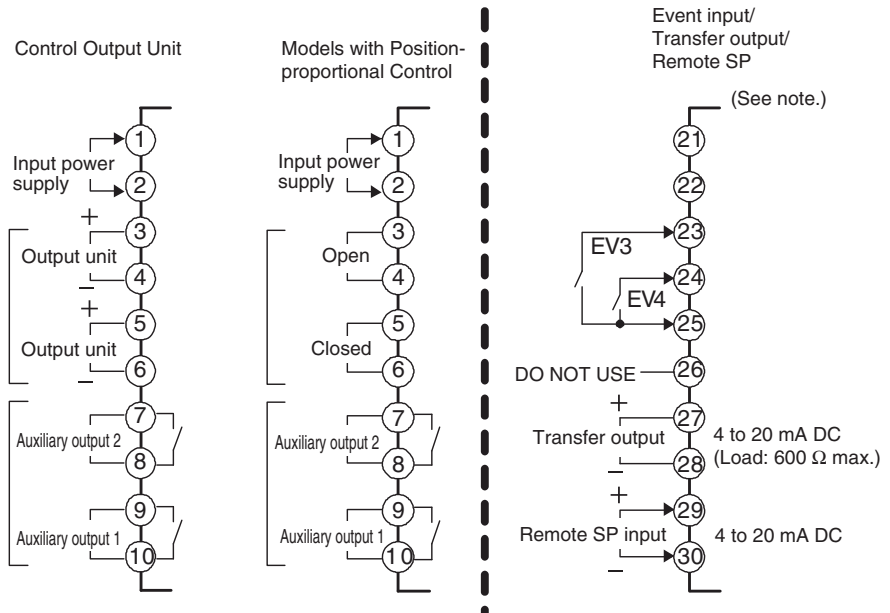 Control Output Unit
1
Input power
supply
2
+
3
Output unit
4
–
+
5
Output unit
6
–
7
Auxiliary output 2
8
9
Auxiliary output 1
10
Models with Position-
proportional Control
1
Input power
supply
2
3
Open
4
5
Closed
6
7
Auxiliary output 2
8
9
Auxiliary output 1
10
Event input/
Transfer output/
Remote SP
(See note.)
21
22
23
EV3
24
EV4
25
DO NOT USE
26
+
27
Transfer output
4 to 20 mA DC
(Load: 600 Ω max.)
28
–
+
29
Remote SP input
4 to 20 mA DC
30
–